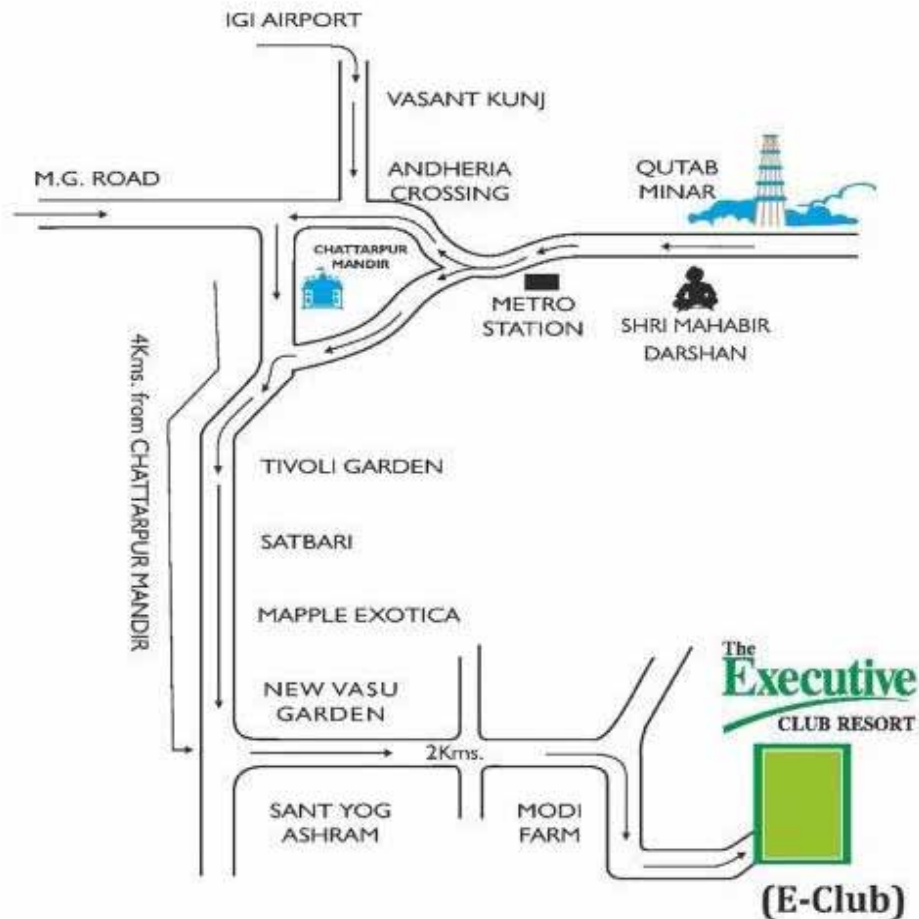 IGI AIRPORT
VASANT KUNJ
M.G. ROAD
ANDHERIA
CROSSING
QUTAB
MINAR
CHATTARPUR
MANDIR
METRO
STATION
SHRI MAHABIR
DARSHAN
4Kms. from CHATTARPUR MANDIR
TIVOLI GARDEN
SATBARI
MAPPLE EXOTICA
NEW VASU
GARDEN
2Kms.
SANT YOG
ASHRAM
MODI
FARM
The
Executive
CLUB RESORT
(E-Club)